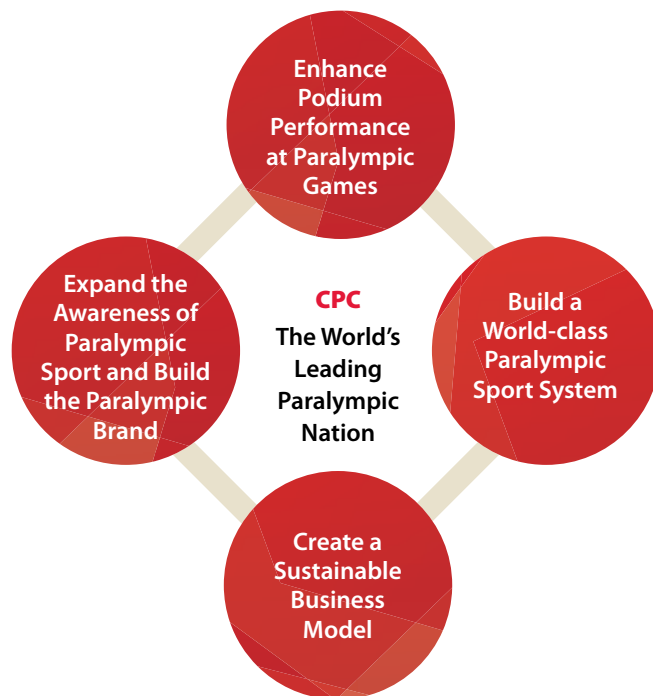 Enhance
Podium
Performance
at Paralympic
Games
Expand the
Awareness of
Paralympic
Sport and Build
the Paralympic
Brand
CPC
The World's
Leading
Paralympic
Nation
Build a
World-class
Paralympic
Sport System
Create a
Sustainable
Business
Model